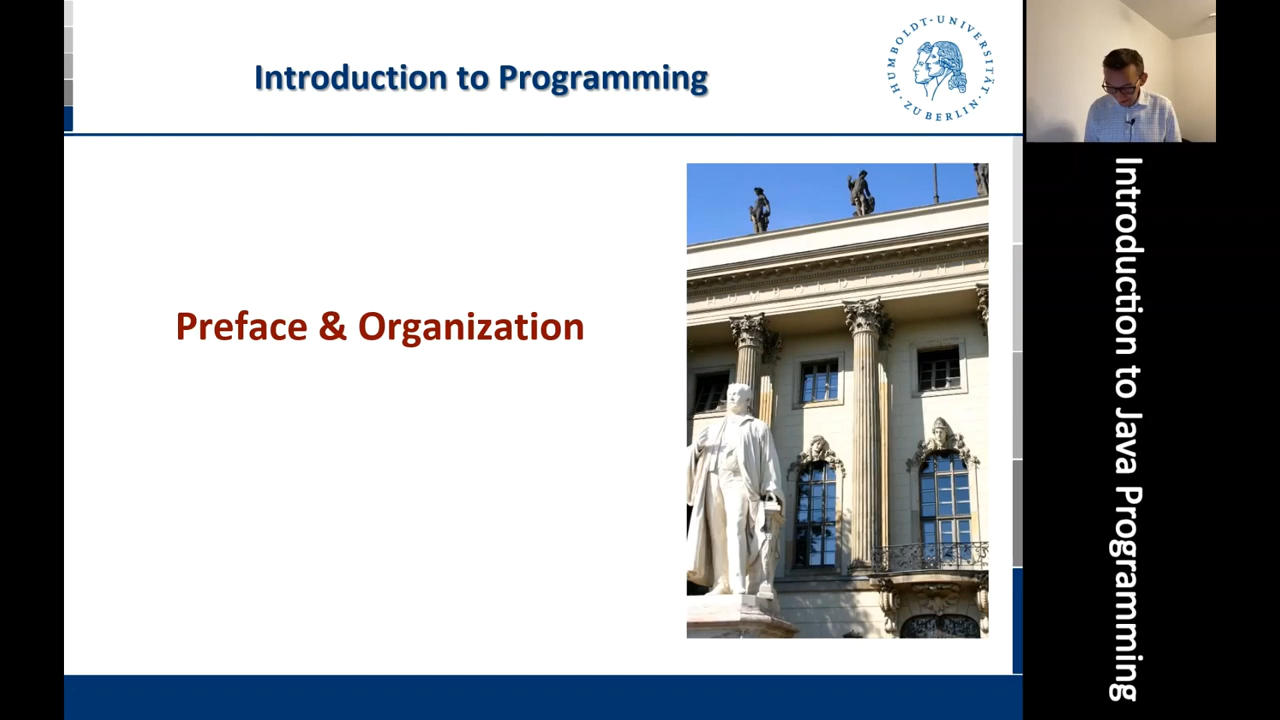 Introduction to Programming
HUMBOLDT-UNIVERSITÄT
ZU BERLIN
Preface & Organization
Introduction to Java Programming